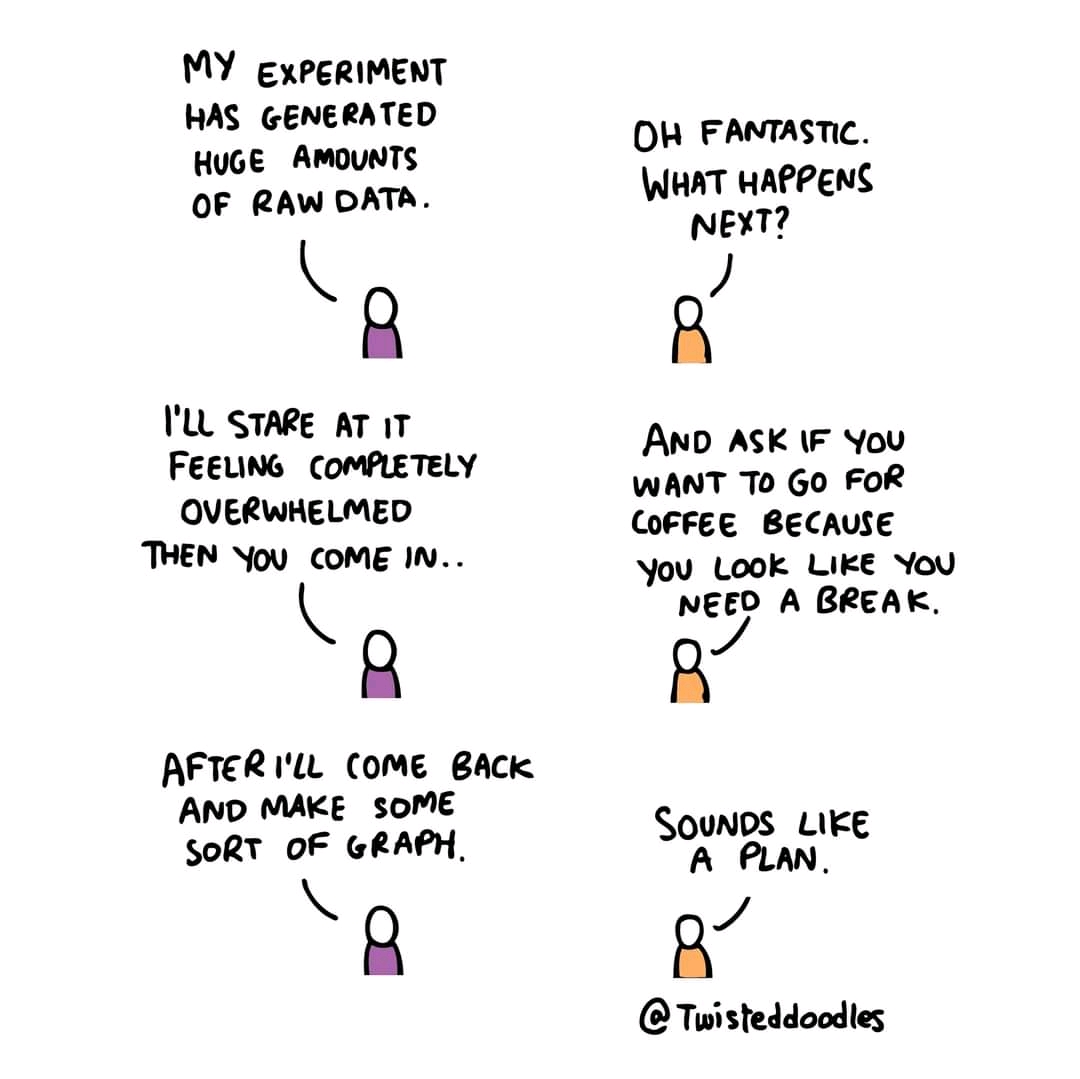 MY EXPERIMENT
HAS GENERATED
HUGE AMOUNTS
OF RAW DATA.
OH FANTASTIC.
WHAT HAPPENS
NEXT?
I'LL STARE AT IT
FEELING COMPLETELY
OVERWHELMED
THEN YOU COME IN..
AND ASK IF YOU
WANT TO GO FOR
COFFEE BECAUSE
YOU LOOK LIKE YOU
NEED A BREAK.
AFTER I'LL COME BACK
AND MAKE SOME
SORT OF GRAPH.
SOUNDS LIKE
A PLAN.
@Twisteddoodles